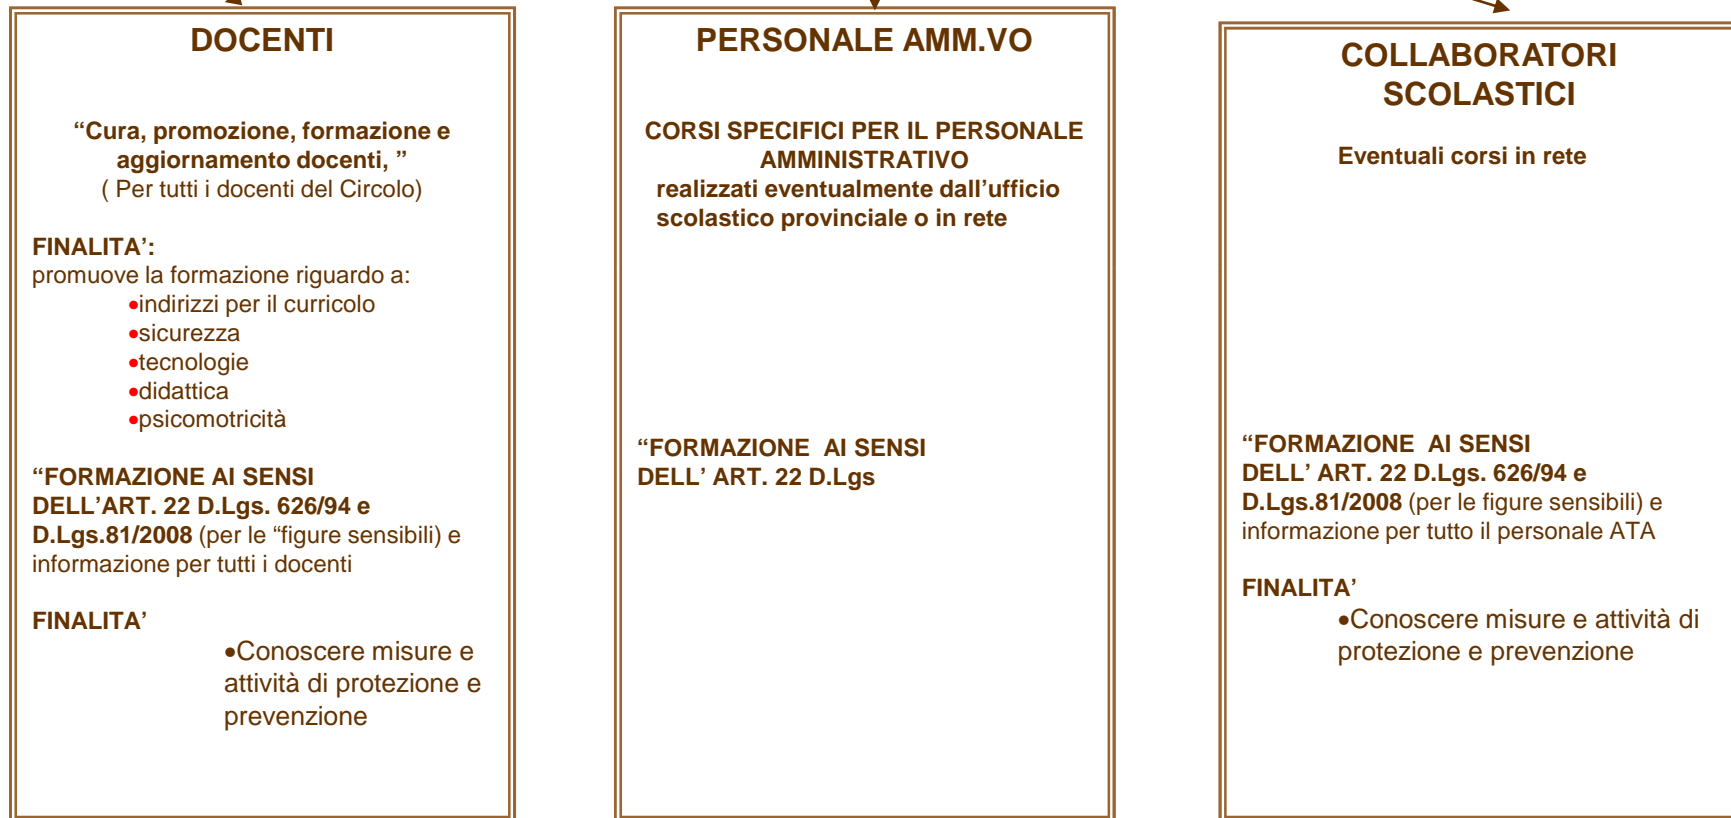 DOCENTI
“Cura, promozione, formazione e
aggiornamento docenti, ”
( Per tutti i docenti del Circolo)
FINALITA’:
promuove la formazione riguardo a:
•indirizzi per il curricolo
•sicurezza
•tecnologie
•didattica
•psicomotricità
“FORMAZIONE AI SENSI
DELL’ART. 22 D.Lgs. 626/94 e
D.Lgs.81/2008 (per le “figure sensibili) e
informazione per tutti i docenti
FINALITA’
•Conoscere misure e
attività di protezione e
prevenzione
PERSONALE AMM.VO
CORSI SPECIFICI PER IL PERSONALE
AMMINISTRATIVO
realizzati eventualmente dall’ufficio
scolastico provinciale o in rete
“FORMAZIONE  AI SENSI
DELL’ ART. 22 D.Lgs
COLLABORATORI
SCOLASTICI
Eventuali corsi in rete
“FORMAZIONE  AI SENSI
DELL’ ART. 22 D.Lgs. 626/94 e
D.Lgs.81/2008 (per le figure sensibili) e
informazione per tutto il personale ATA
FINALITA’
•Conoscere misure e attività di
protezione e prevenzione